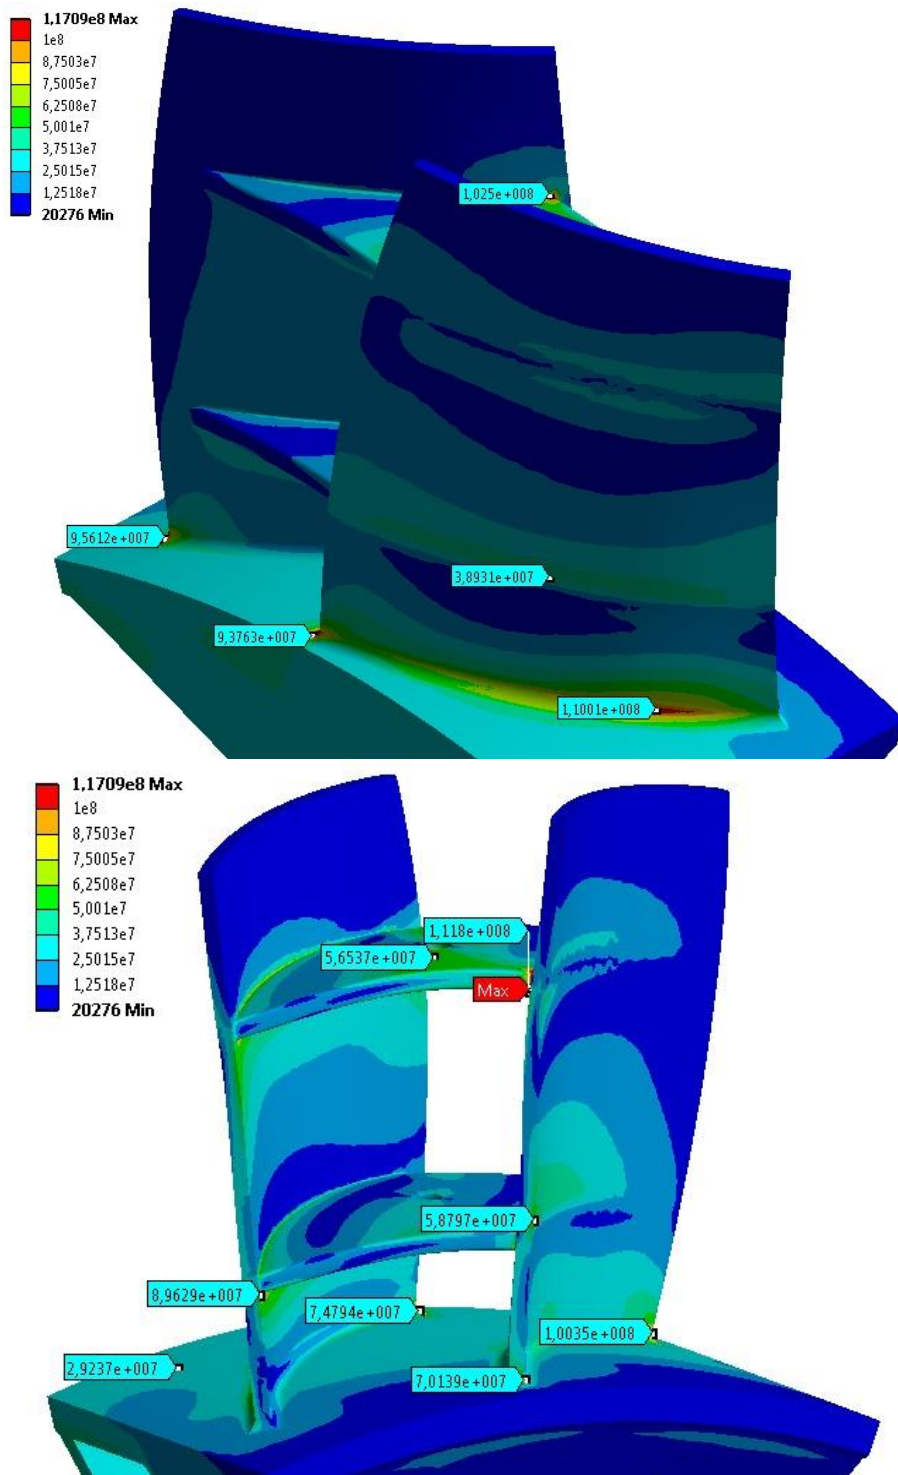 1,1709e8 Max
1e8
8,7503e7
7,5005e7
6,2508e7
5,001e7
3,7513e7
2,5015e7
1,2518e7
20276 Min
1,025e+008
9,5612e+007
3,8931e+007
9,3763e+007
1,1001e+008
1,1709e8 Max
1e8
8,7503e7
7,5005e7
6,2508e7
5,001e7
3,7513e7
2,5015e7
1,2518e7
20276 Min
1,118e+008
5,6537e+007
Max
5,8797e+007
8,9629e+007
7,4794e+007
1,0035e+008
2,9237e+007
7,0139e+007